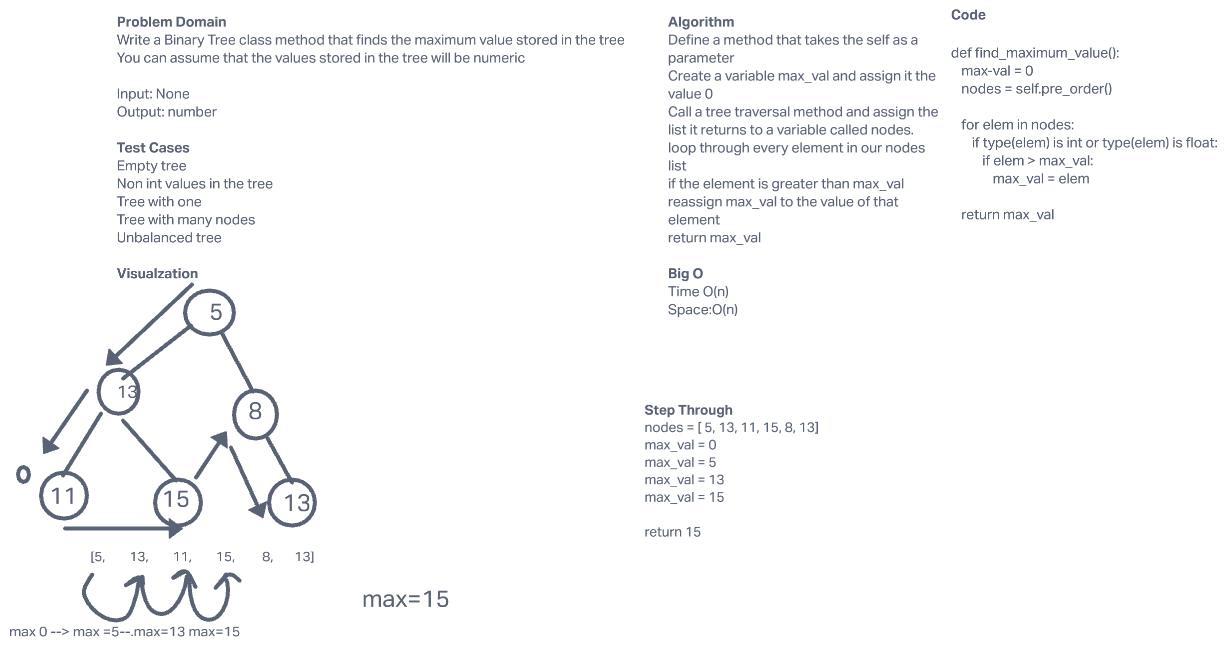 Problem Domain
Write a Binary Tree class method that finds the maximum value stored in the tree
You can assume that the values stored in the tree will be numeric
Input: None
Output: number
Test Cases
Empty tree
Non int values in the tree
Tree with one
Tree with many nodes
Unbalanced tree
Visualzation
5
13
8
11
15
13
[5, 13, 11, 15, 8, 13]
max=15
max 0 --> max =5--.max=13 max=15
Algorithm
Define a method that takes the self as a
parameter
Create a variable max_val and assign it the
value 0
Call a tree traversal method and assign the
list it returns to a variable called nodes.
loop through every element in our nodes
list
if the element is greater than max_val
reassign max_val to the value of that
element
return max_val
Big O
Time O(n)
Space:O(n)
Step Through
nodes = [ 5, 13, 11, 15, 8, 13]
max_val = 0
max_val = 5
max_val = 13
max_val = 15
return 15
Code
def find_maximum_value():
max-val = 0
nodes = self.pre_order()
for elem in nodes:
if type(elem) is int or type(elem) is float:
if elem > max_val:
max_val = elem
return max_val